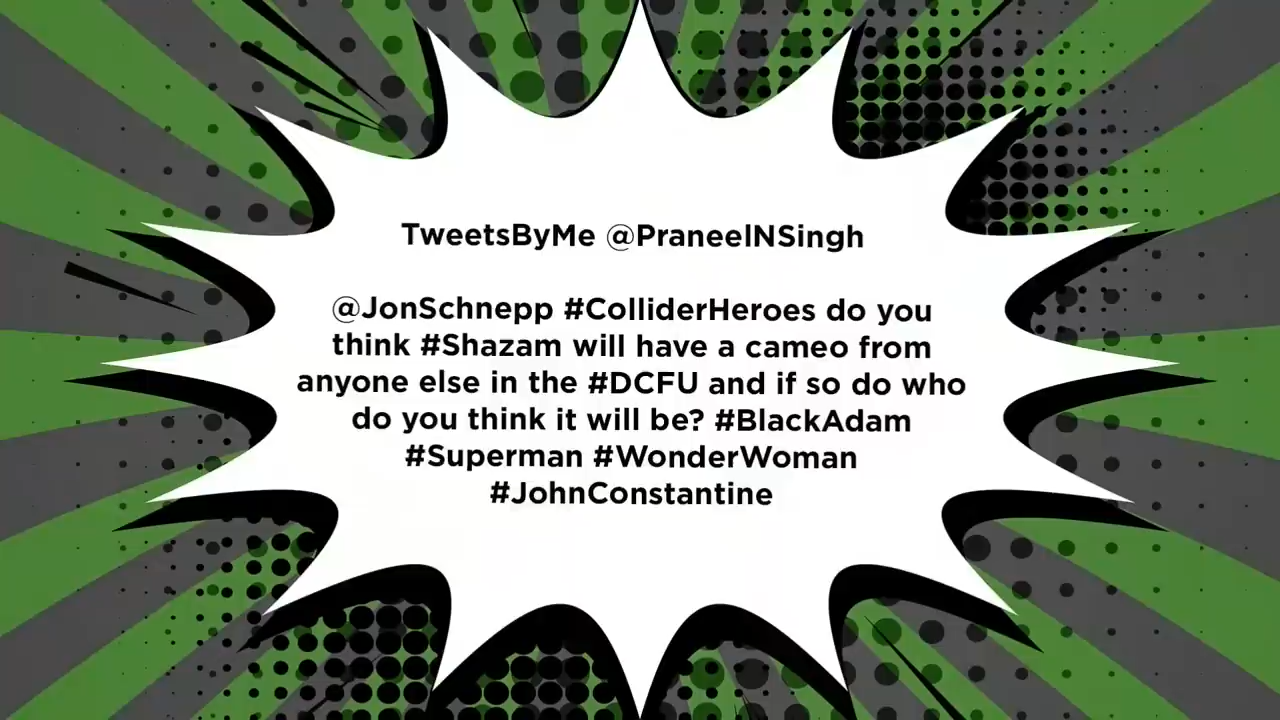 TweetsByMe @PraneelNSingh
@JonSchnepp #ColliderHeroes do you
think #Shazam will have a cameo from
anyone else in the #DCFU and if so do who
do you think it will be? #BlackAdam
#Superman #WonderWoman
#JohnConstantine